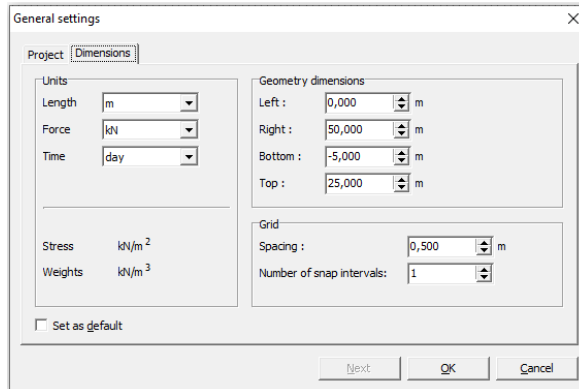 General settings
Project Dimensions
Units
Length m
Force kN
Time day
Stress kN/m 2
Weights kN/m 3
Geometry dimensions
Left : 0,000 m
Right : 50,000 m
Bottom : -5,000 m
Top : 25,000 m
Grid
Spacing : 0,500 m
Number of snap intervals: 1
Set as default
Next OK Cancel